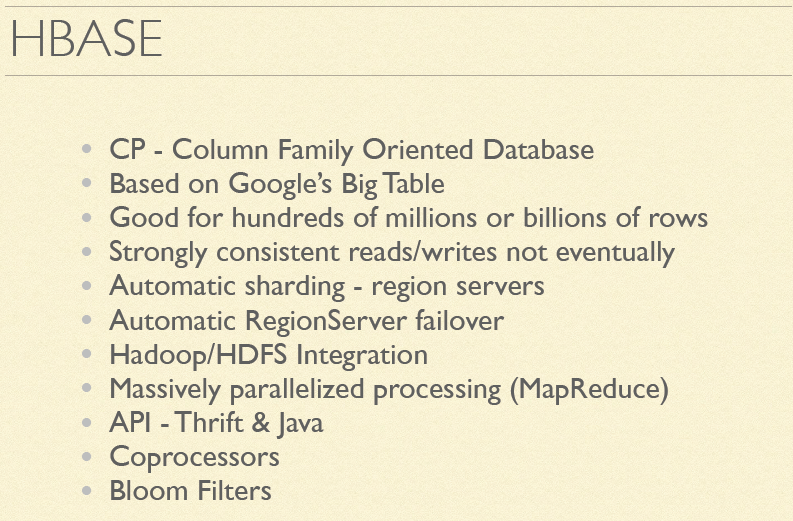 HBASE
CP - Column Family Oriented Database
Based on Google’s Big Table
Good for hundreds of millions or billions of rows
Strongly consistent reads/writes not eventually
Automatic sharding - region servers
Automatic RegionServer failover
Hadoop/HDFS Integration
Massively parallelized processing (MapReduce)
API - Thrift & Java
Coprocessors
Bloom Filters